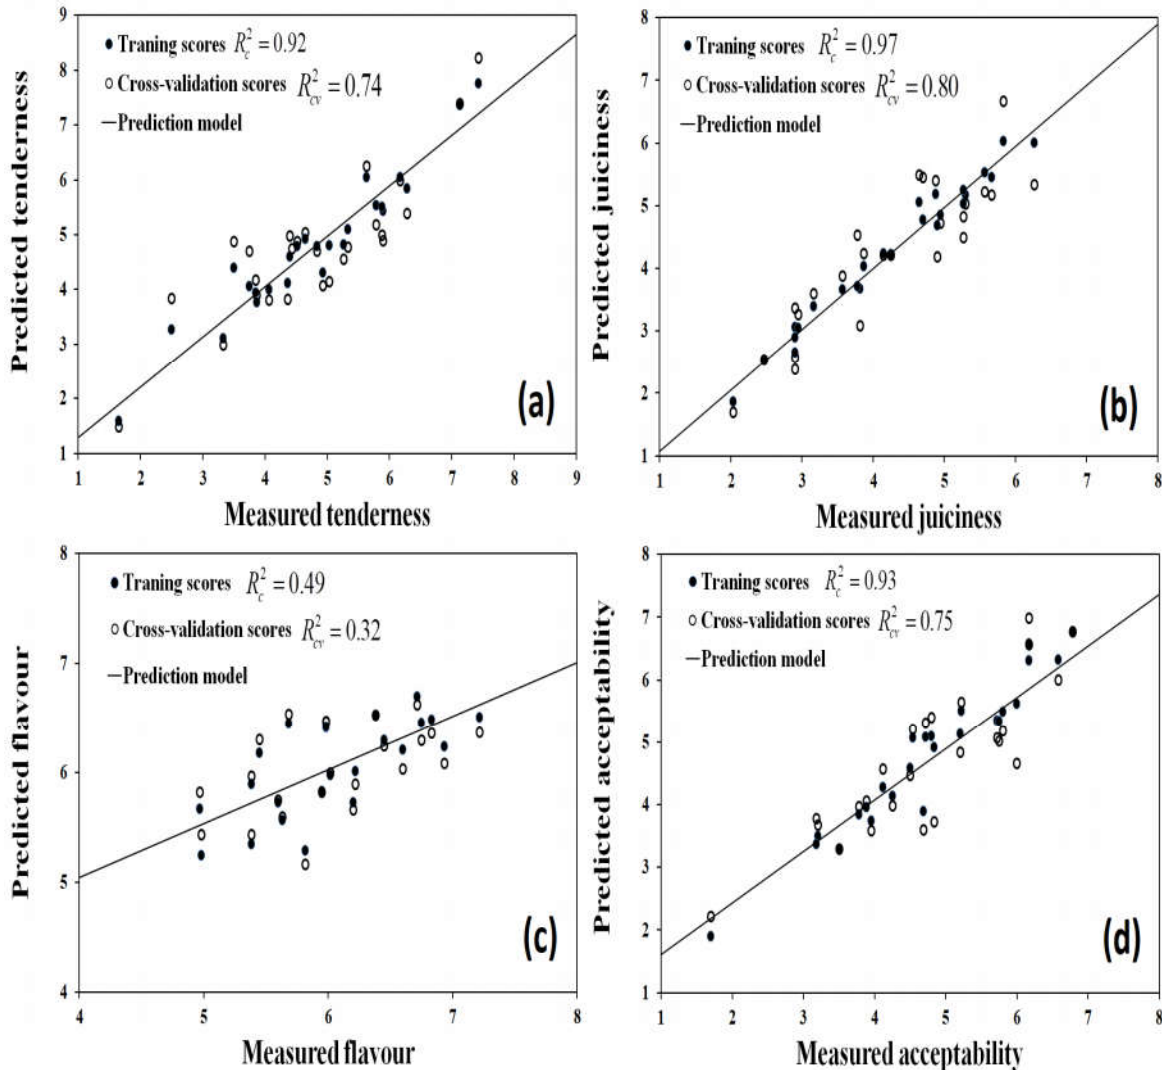 9
8
7
6
5
4
3
2
1
Predicted tenderness
Traning scores R²c = 0.92
Cross-validation scores R²cv = 0.74
Prediction model
(a)
1 2 3 4 5 6 7 8 9
Measured tenderness
8
7
6
5
4
3
2
1
Predicted juiciness
Traning scores R²c = 0.97
Cross-validation scores R²cv = 0.80
Prediction model
(b)
1 2 3 4 5 6 7 8
Measured juiciness
8
7
6
5
4
Predicted flavour
Traning scores R²c = 0.49
Cross-validation scores R²cv = 0.32
Prediction model
(c)
4 5 6 7 8
Measured flavour
8
7
6
5
4
3
2
1
Predicted acceptability
Traning scores R²c = 0.93
Cross-validation scores R²cv = 0.75
Prediction model
(d)
1 2 3 4 5 6 7 8
Measured acceptability